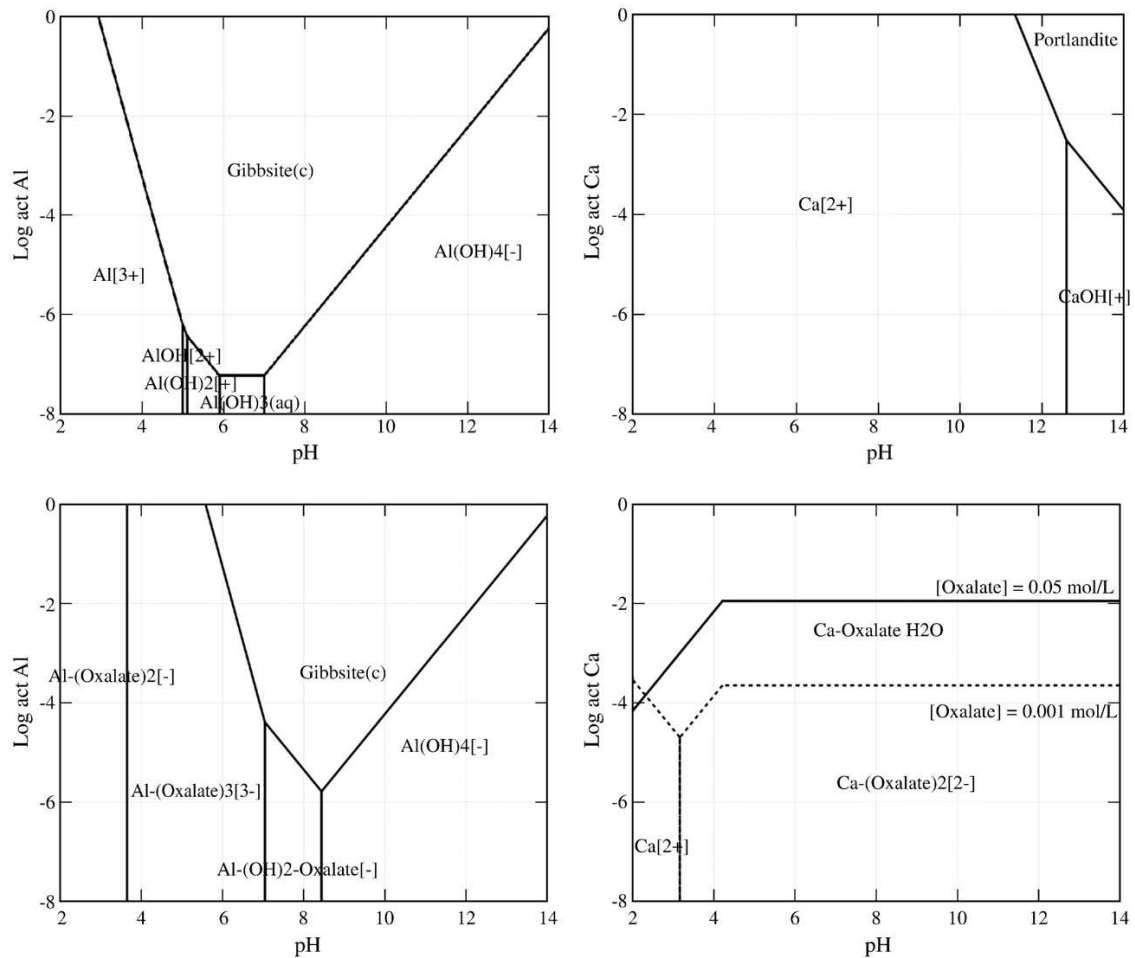 0
-2
-4
-6
-8
Log act Al
Gibbsite(c)
Al(OH)4[-]
Al[3+]
AlOH[2+]
Al(OH)2[+]
Al(OH)3(aq)
2 4 6 8 10 12 14
pH
0
-2
-4
-6
-8
Log act Ca
Portlandite
Ca[2+]
CaOH[+]
2 4 6 8 10 12 14
pH
0
-2
-4
-6
-8
Log act Al
Al-(Oxalate)2[-]
Gibbsite(c)
Al(OH)4[-]
Al-(Oxalate)3[3-]
Al-(OH)2-Oxalate[-]
2 4 6 8 10 12 14
pH
0
-2
-4
-6
-8
Log act Ca
[Oxalate] = 0.05 mol/L
Ca-Oxalate H2O
[Oxalate] = 0.001 mol/L
Ca-(Oxalate)2[2-]
Ca[2+]
2 4 6 8 10 12 14
pH